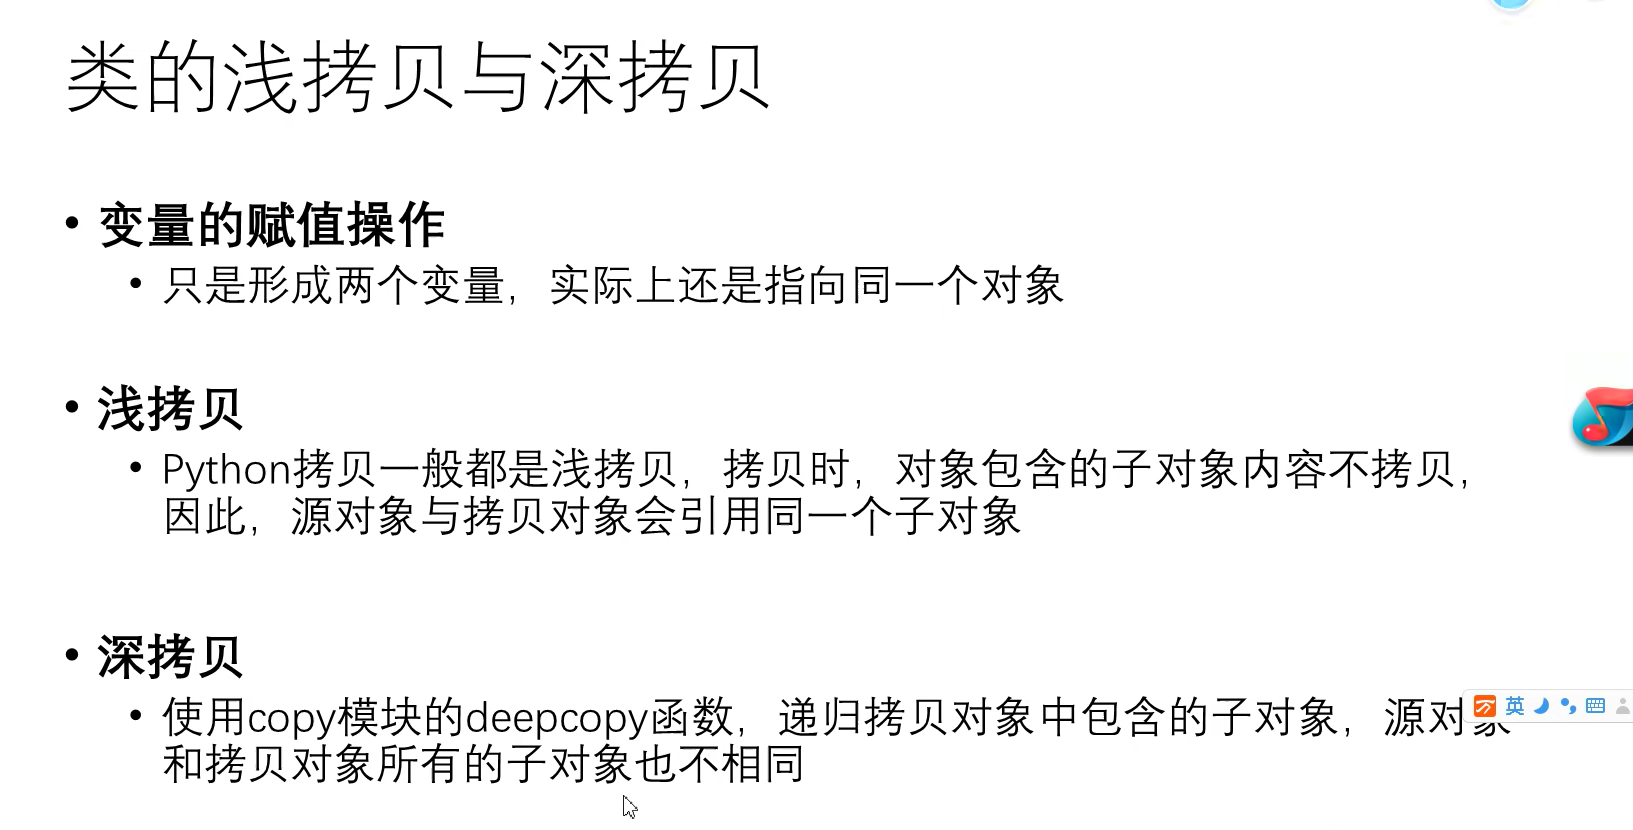 类的浅拷贝与深拷贝
• 变量的赋值操作
• 只是形成两个变量，实际上还是指向同一个对象
• 浅拷贝
• Python拷贝一般都是浅拷贝，拷贝时，对象包含的子对象内容不拷贝，
因此，源对象与拷贝对象会引用同一个子对象
• 深拷贝
• 使用copy模块的deepcopy函数，递归拷贝对象中包含的子对象，源对象
和拷贝对象所有的子对象也不相同
英